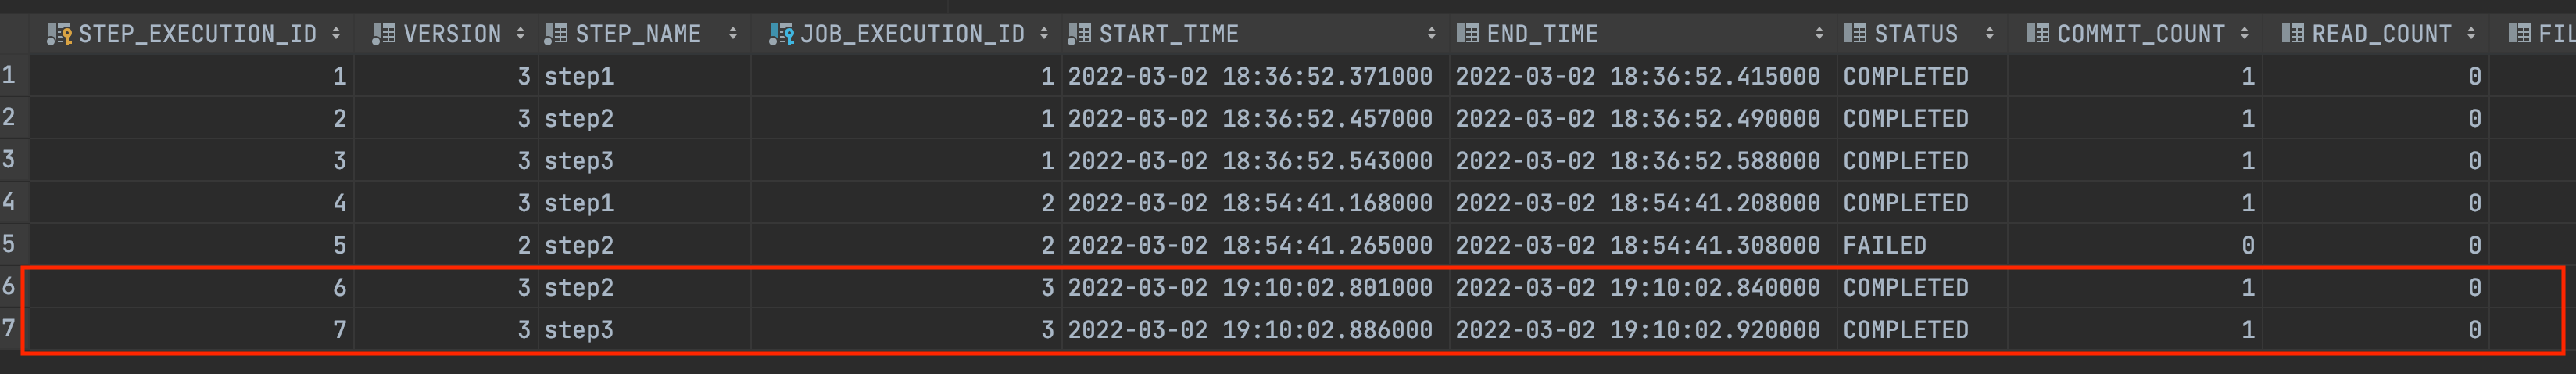 STEP_EXECUTION_ID VERSION STEP_NAME JOB_EXECUTION_ID START_TIME END_TIME STATUS COMMIT_COUNT READ_COUNT FIL
1 1 3 step1 1 2022-03-02 18:36:52.371000 2022-03-02 18:36:52.415000 COMPLETED 1 0
2 2 3 step2 1 2022-03-02 18:36:52.457000 2022-03-02 18:36:52.490000 COMPLETED 1 0
3 3 3 step3 1 2022-03-02 18:36:52.543000 2022-03-02 18:36:52.588000 COMPLETED 1 0
4 4 3 step1 2 2022-03-02 18:54:41.168000 2022-03-02 18:54:41.208000 COMPLETED 1 0
5 5 2 step2 2 2022-03-02 18:54:41.265000 2022-03-02 18:54:41.308000 FAILED 0 0
6 6 3 step2 3 2022-03-02 19:10:02.801000 2022-03-02 19:10:02.840000 COMPLETED 1 0
7 7 3 step3 3 2022-03-02 19:10:02.886000 2022-03-02 19:10:02.920000 COMPLETED 1 0